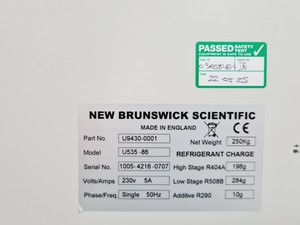 PASSED SAFETY TEST
EQUIPMENT IS SAFE TO USE
22-05-25
NEW BRUNSWICK SCIENTIFIC
MADE IN ENGLAND
Net Weight 250Kg
Part No. U9430-0001
Model U535 -86
REFRIGERANT CHARGE
Serial No. 1005-4216-0707
High Stage R404A 196g
Volts/Amps 230v 5A
Low Stage R508B 284g
Phase/Freq Single 50Hz
Additive R290 10g